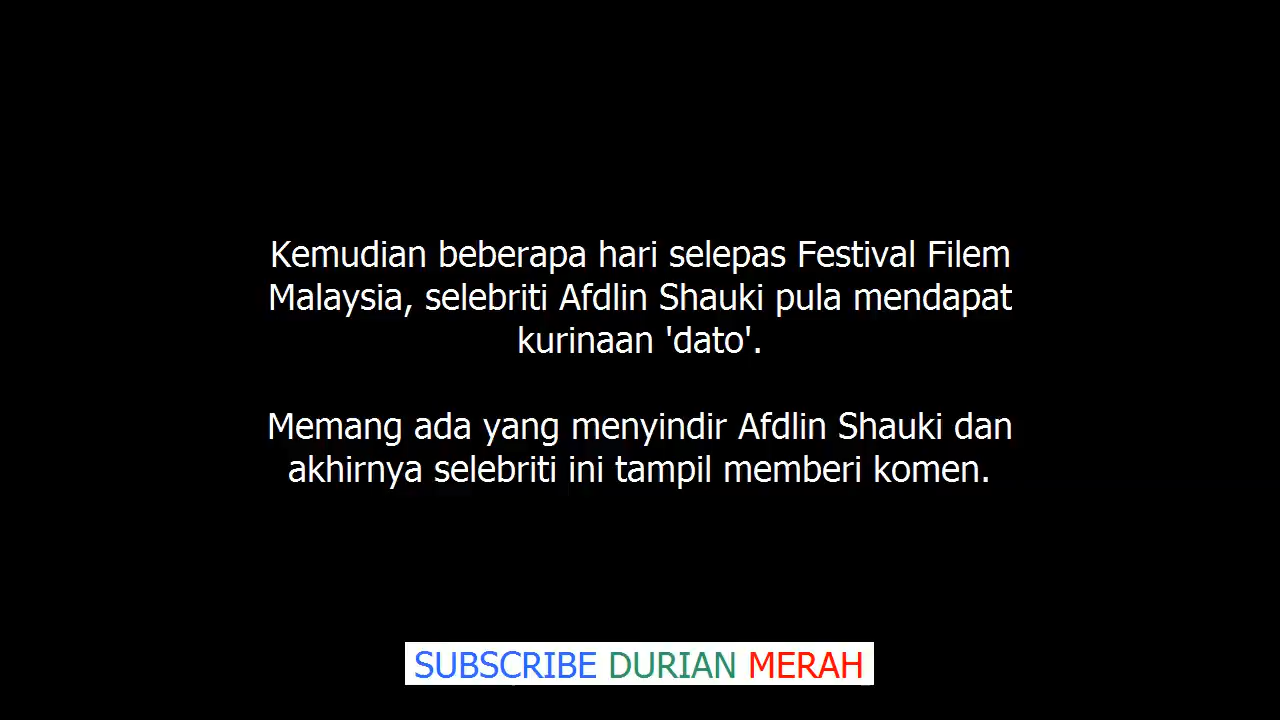 Kemudian beberapa hari selepas Festival Filem
Malaysia, selebriti Afdlin Shauki pula mendapat
kurinaan 'dato'.
Memang ada yang menyindir Afdlin Shauki dan
akhirnya selebriti ini tampil memberi komen.
SUBSCRIBE DURIAN MERAH